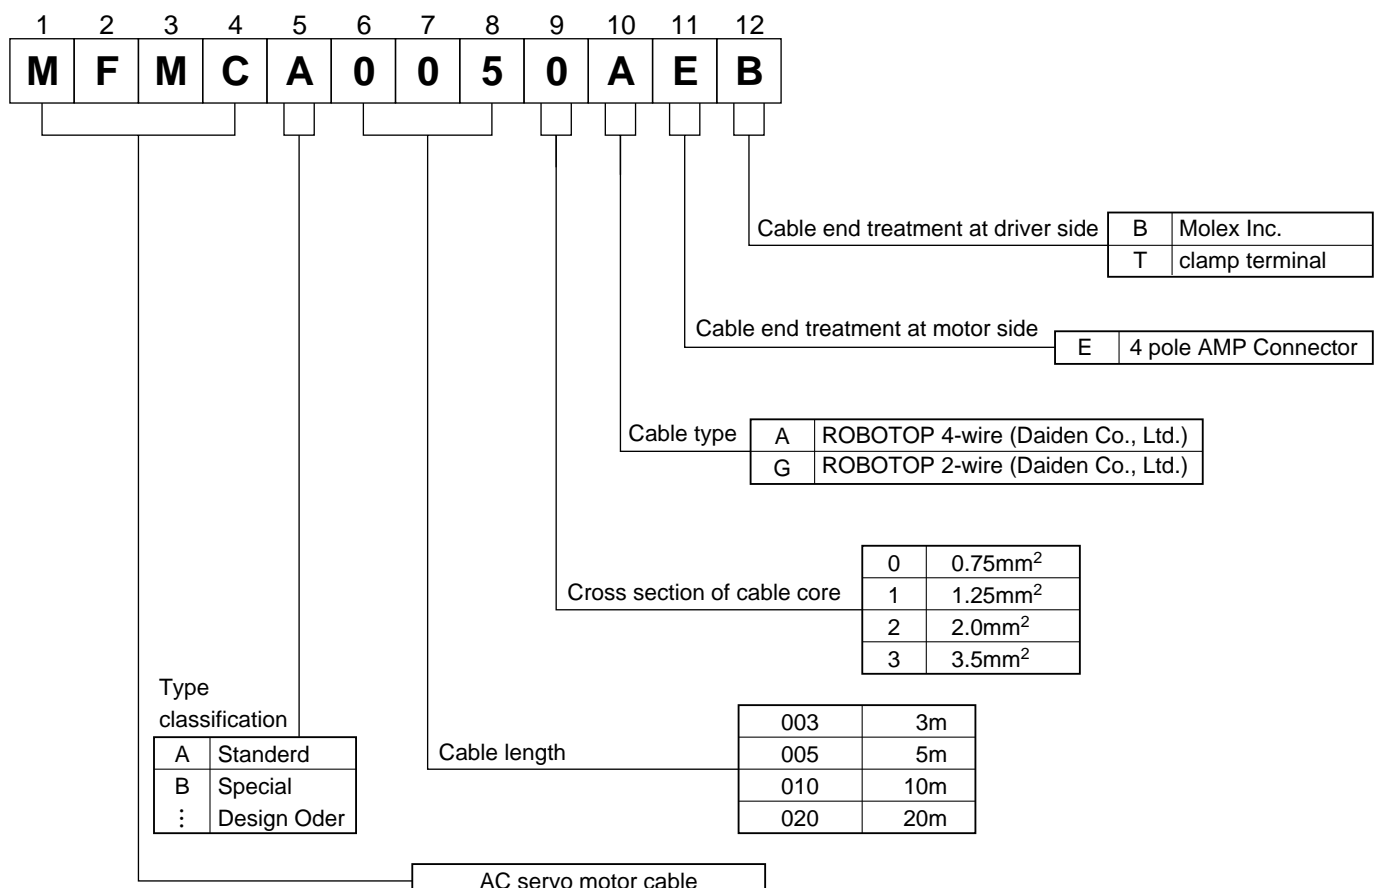 1 2 3 4 5 6 7 8 9 10 11 12
M F M C A 0 0 5 0 A E B
Cable end treatment at driver side
B Molex Inc.
T clamp terminal
Cable end treatment at motor side
E 4 pole AMP Connector
Cable type
A ROBOTOP 4-wire (Daiden Co., Ltd.)
G ROBOTOP 2-wire (Daiden Co., Ltd.)
Cross section of cable core
0 0.75mm²
1 1.25mm²
2 2.0mm²
3 3.5mm²
Type
classification
A Standerd
B Special
⋮ Design Oder
Cable length
003 3m
005 5m
010 10m
020 20m
AC servo motor cable